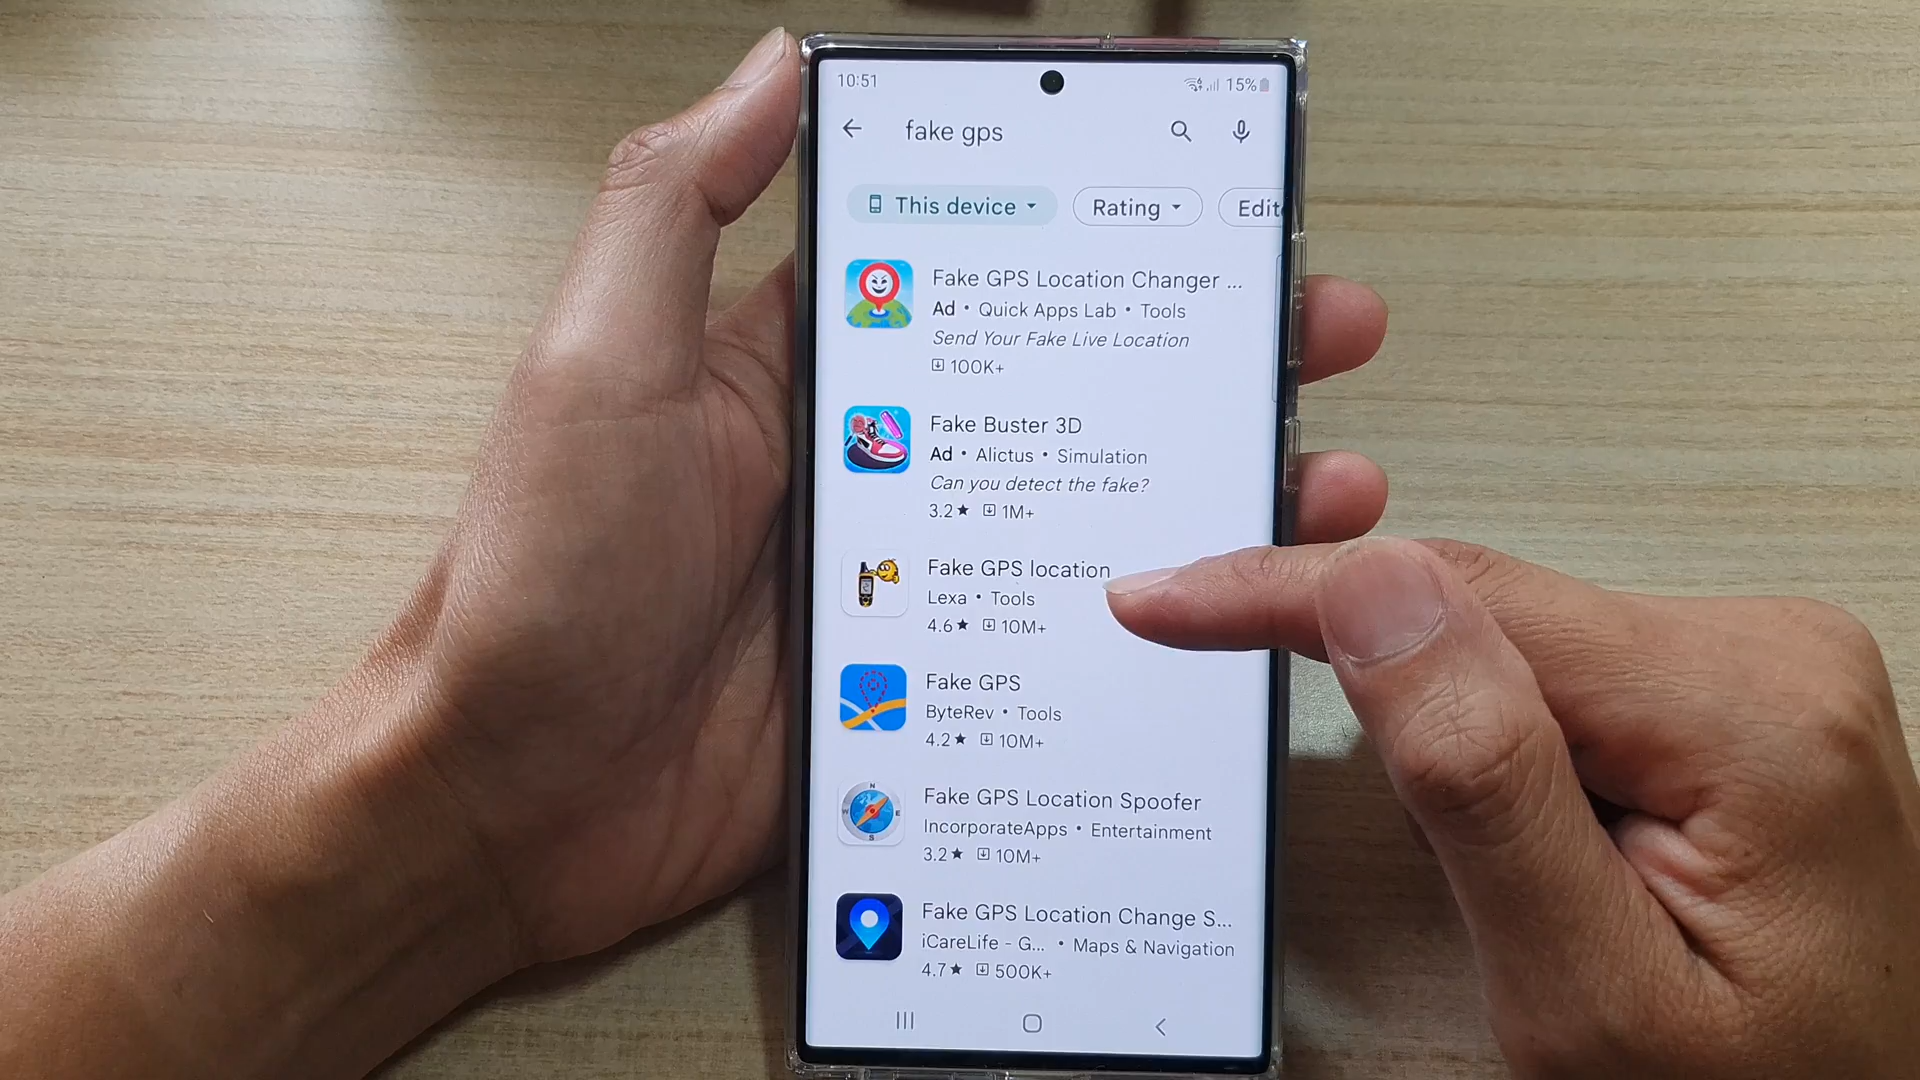 10:51
15%
fake gps
This device
Rating
Fake GPS Location Changer ...
Ad • Quick Apps Lab • Tools
Send Your Fake Live Location
100K+
Fake Buster 3D
Ad • Alictus • Simulation
Can you detect the fake?
3.2★ 1M+
Fake GPS location
Lexa • Tools
4.6★ 10M+
Fake GPS
ByteRev • Tools
4.2★ 10M+
N
W E
S
Fake GPS Location Spoofer
IncorporateApps • Entertainment
3.2★ 10M+
Fake GPS Location Change S...
iCareLife - G... • Maps & Navigation
4.7★ 500K+